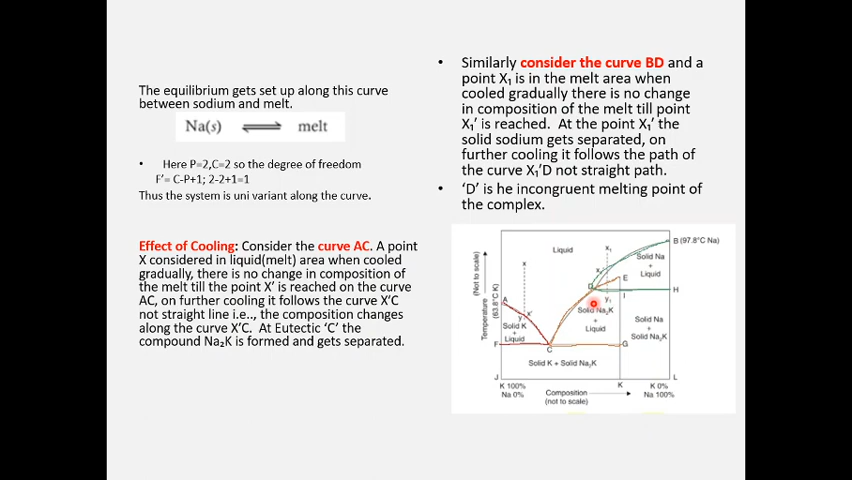 The equilibrium gets set up along this curve
between sodium and melt.
Na(s) ⇌ melt
• Here P=2,C=2 so the degree of freedom
F'= C-P+1; 2-2+1=1
Thus the system is uni variant along the curve.
Effect of Cooling: Consider the curve AC. A point
X considered in liquid(melt) area when cooled
gradually, there is no change in composition of
the melt till the point X' is reached on the curve
AC, on further cooling it follows the curve X'C
not straight line i.e.., the composition changes
along the curve X'C. At Eutectic 'C' the
compound Na₂K is formed and gets separated.
• Similarly consider the curve BD and a
point X₁ is in the melt area when
cooled gradually there is no change
in composition of the melt till point
X₁' is reached. At the point X₁' the
solid sodium gets separated, on
further cooling it follows the path of
the curve X₁'D not straight path.
• 'D' is he incongruent melting point of
the complex.
Temperature
(Not to scale)
(63.8°C K)
Liquid
x
x₁
B (97.8°C Na)
Solid Na
+
Liquid
E
D
I
H
y₁
A
y
x'
Solid K
+
Liquid
Solid Na₂K
+
Liquid
Solid Na
+
Solid Na₂K
F
C
G
Solid K + Solid Na₂K
J
K
L
K 100%
Na 0%
Composition
(not to scale)
K 0%
Na 100%